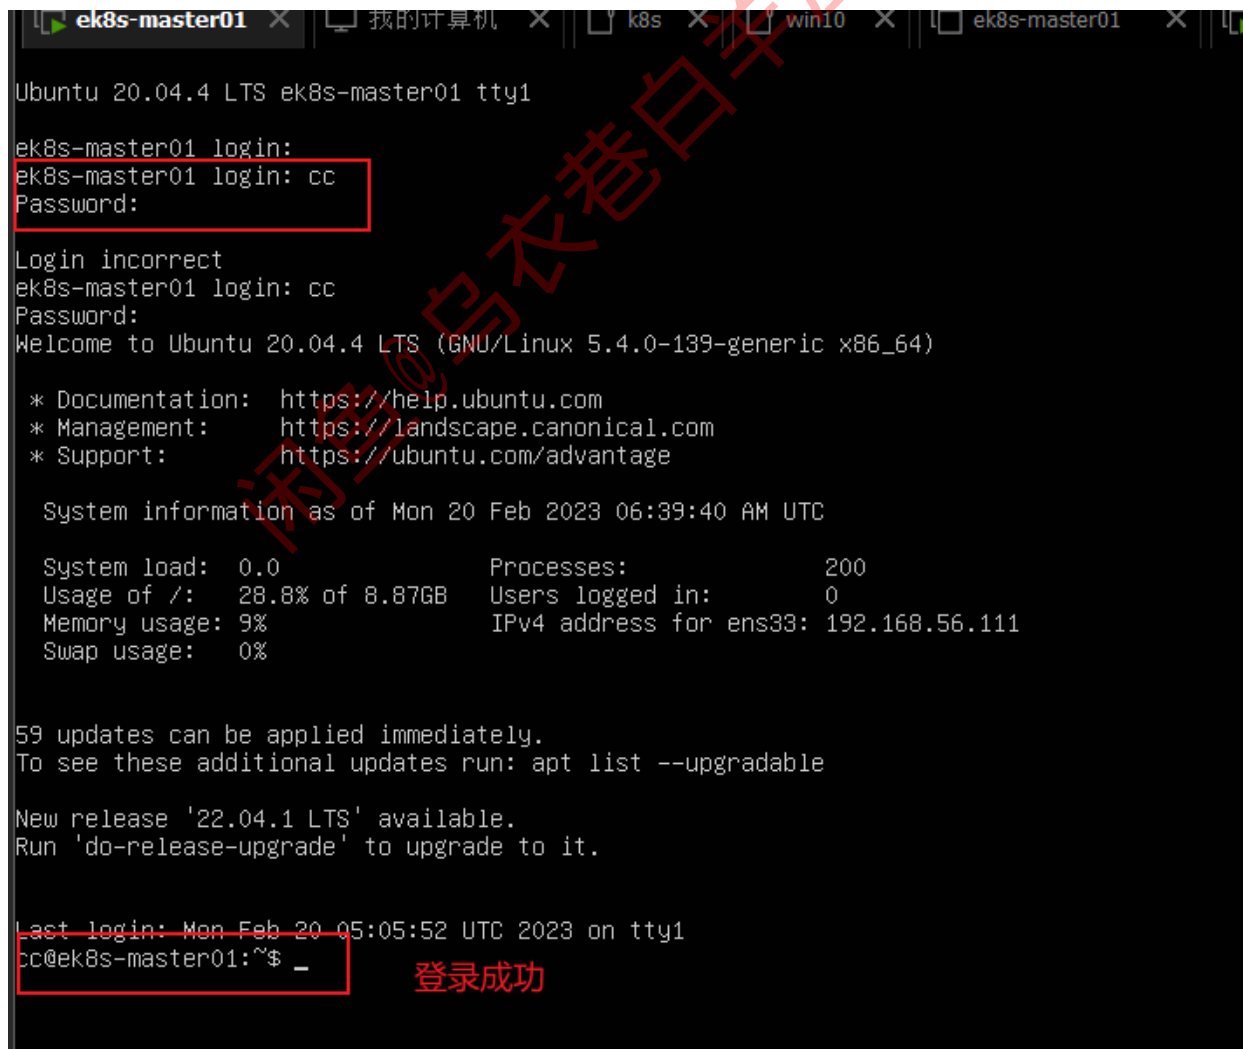 ek8s-master01 我的计算机 k8s win10 ek8s-master01
Ubuntu 20.04.4 LTS ek8s-master01 tty1
ek8s-master01 login:
ek8s-master01 login: cc
Password:
Login incorrect
ek8s-master01 login: cc
Password:
Welcome to Ubuntu 20.04.4 LTS (GNU/Linux 5.4.0-139-generic x86_64)
* Documentation: https://help.ubuntu.com
* Management: https://landscape.canonical.com
* Support: https://ubuntu.com/advantage
System information as of Mon 20 Feb 2023 06:39:40 AM UTC
System load: 0.0 Processes: 200
Usage of /: 28.8% of 8.87GB Users logged in: 0
Memory usage: 9% IPv4 address for ens33: 192.168.56.111
Swap usage: 0%
59 updates can be applied immediately.
To see these additional updates run: apt list --upgradable
New release '22.04.1 LTS' available.
Run 'do-release-upgrade' to upgrade to it.
Last login: Mon Feb 20 05:05:52 UTC 2023 on tty1
cc@ek8s-master01:~$ _
登录成功
闲鱼@乌衣巷白羊